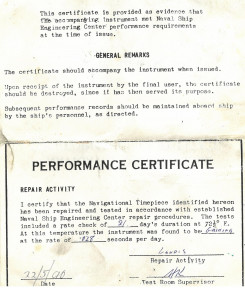 This certificate is provided as evidence that
the accompanying instrument met Naval Ship
Engineering Center performance requirements
at the time of issue.
GENERAL REMARKS
The certificate should accompany the instrument when issued.
Upon receipt of the instrument by the final user, the certificate
should be destroyed, since it has then served its purpose.
Subsequent performance records should be maintained aboard ship
by the ship's personnel, as directed.
PERFORMANCE CERTIFICATE
REPAIR ACTIVITY
I certify that the Navigational Timepiece identified hereon
has been repaired and tested in accordance with established
Naval Ship Engineering Center repair procedures. The tests
included a rate check of 21 day's duration at F.
At this temperature the instrument was found to be Gaining
at the rate of seconds per day.
Repair Activity
Test Room Supervisor
Date